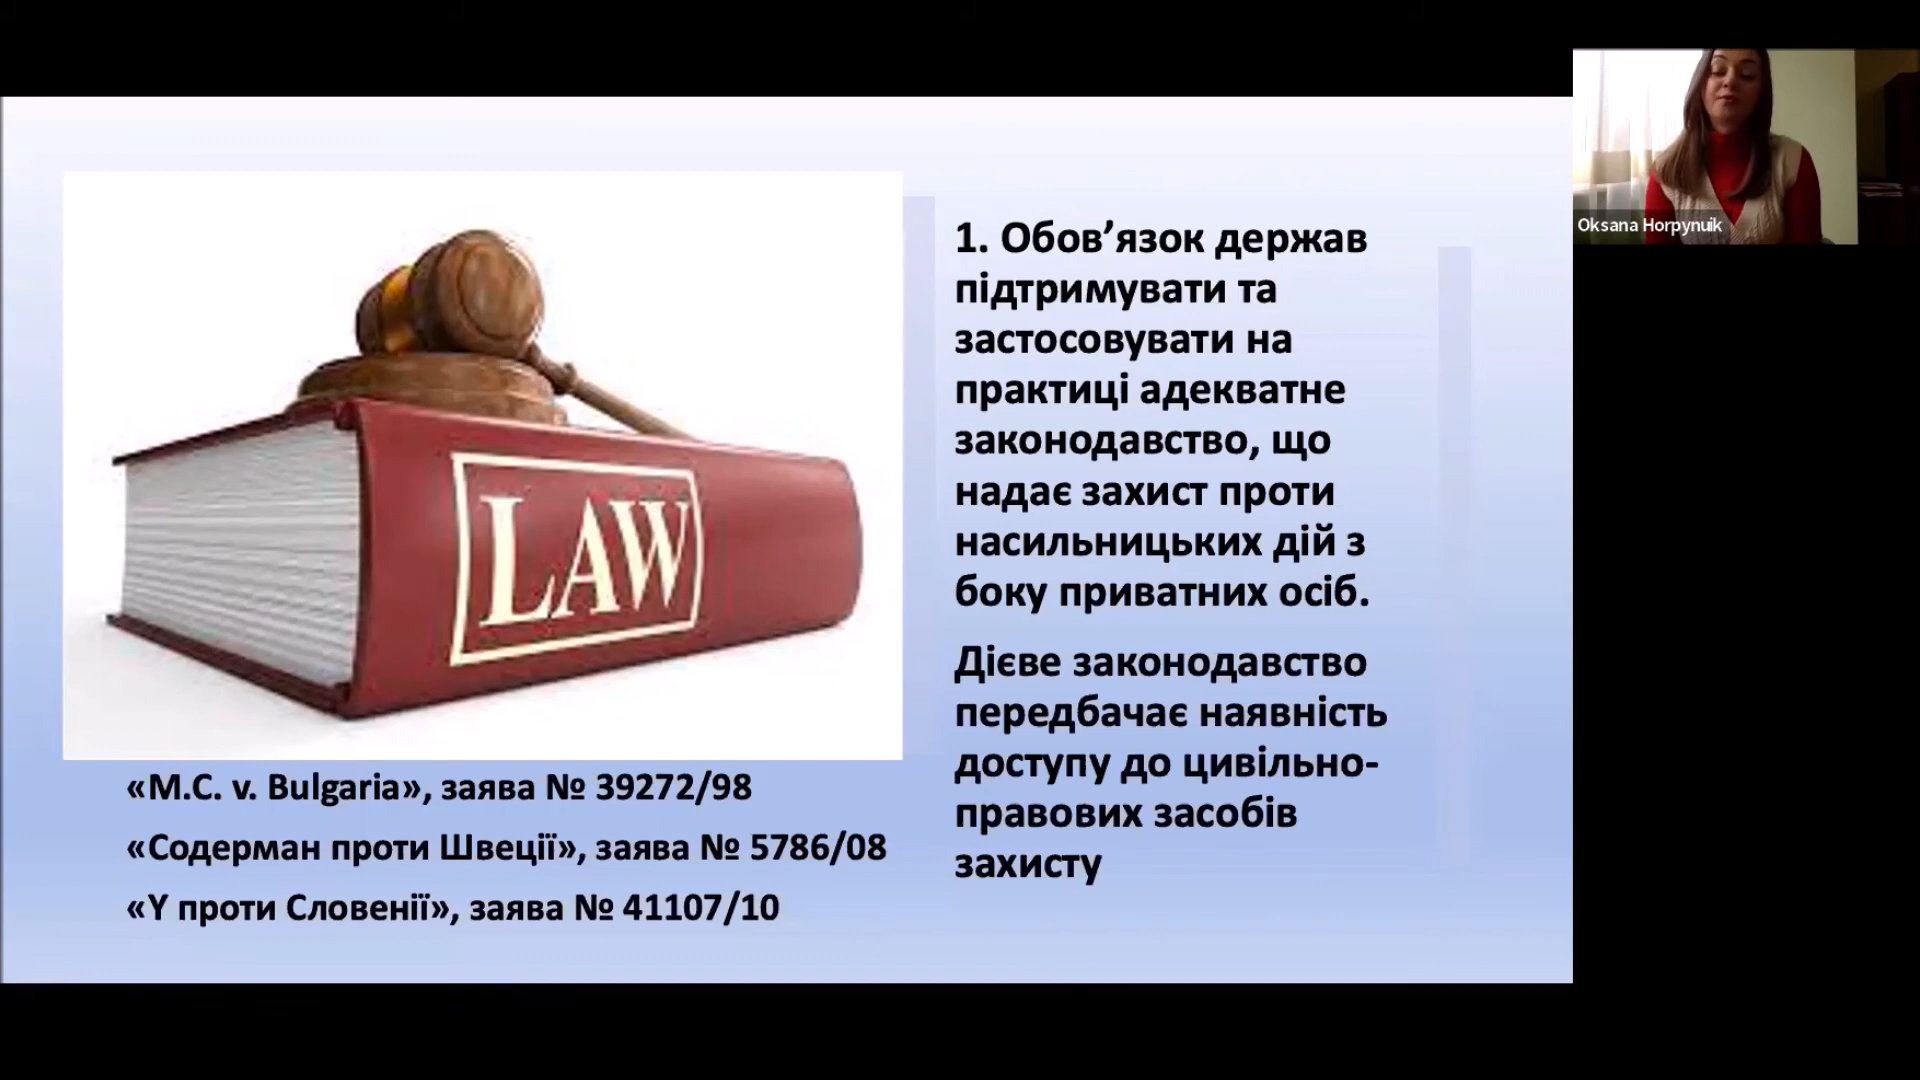 LAW
«M.C. v. Bulgaria», заява № 39272/98
«Содерман проти Швеції», заява № 5786/08
«Y проти Словенії», заява № 41107/10
1. Обов’язок держав
підтримувати та
застосовувати на
практиці адекватне
законодавство, що
надає захист проти
насильницьких дій з
боку приватних осіб.
Дієве законодавство
передбачає наявність
доступу до цивільно-
правових засобів
захисту
Oksana Horpynuik